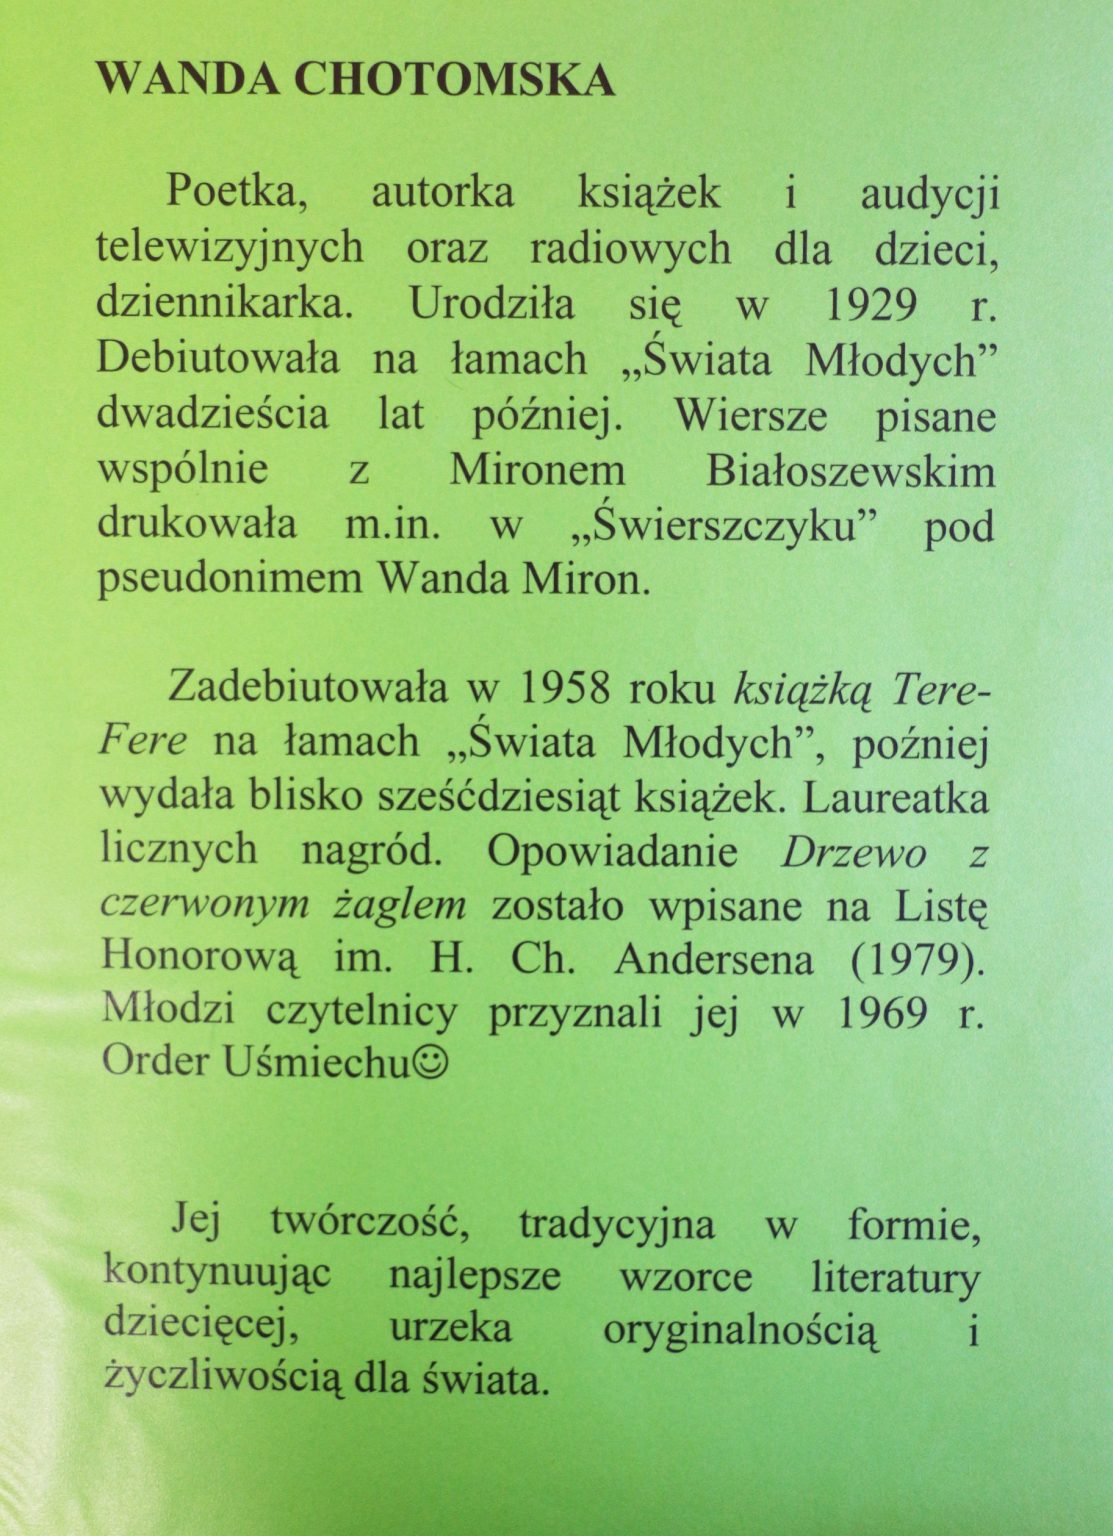 WANDA CHOTOMSKA
Poetka, autorka książek i audycji
telewizyjnych oraz radiowych dla dzieci,
dziennikarka. Urodziła się w 1929 r.
Debiutowała na łamach „Świata Młodych”
dwadzieścia lat później. Wiersze pisane
wspólnie z Mironem Białoszewskim
drukowała m.in. w „Świerszczyku” pod
pseudonimem Wanda Miron.
Zadebiutowała w 1958 roku książką Tere-
Fere na łamach „Świata Młodych”, poźniej
wydała blisko sześćdziesiąt książek. Laureatka
licznych nagród. Opowiadanie Drzewo z
czerwonym żaglem zostało wpisane na Listę
Honorową im. H. Ch. Andersena (1979).
Młodzi czytelnicy przyznali jej w 1969 r.
Order Uśmiechu☺
Jej twórczość, tradycyjna w formie,
kontynuując najlepsze wzorce literatury
dziecięcej, urzeka oryginalnością i
życzliwością dla świata.